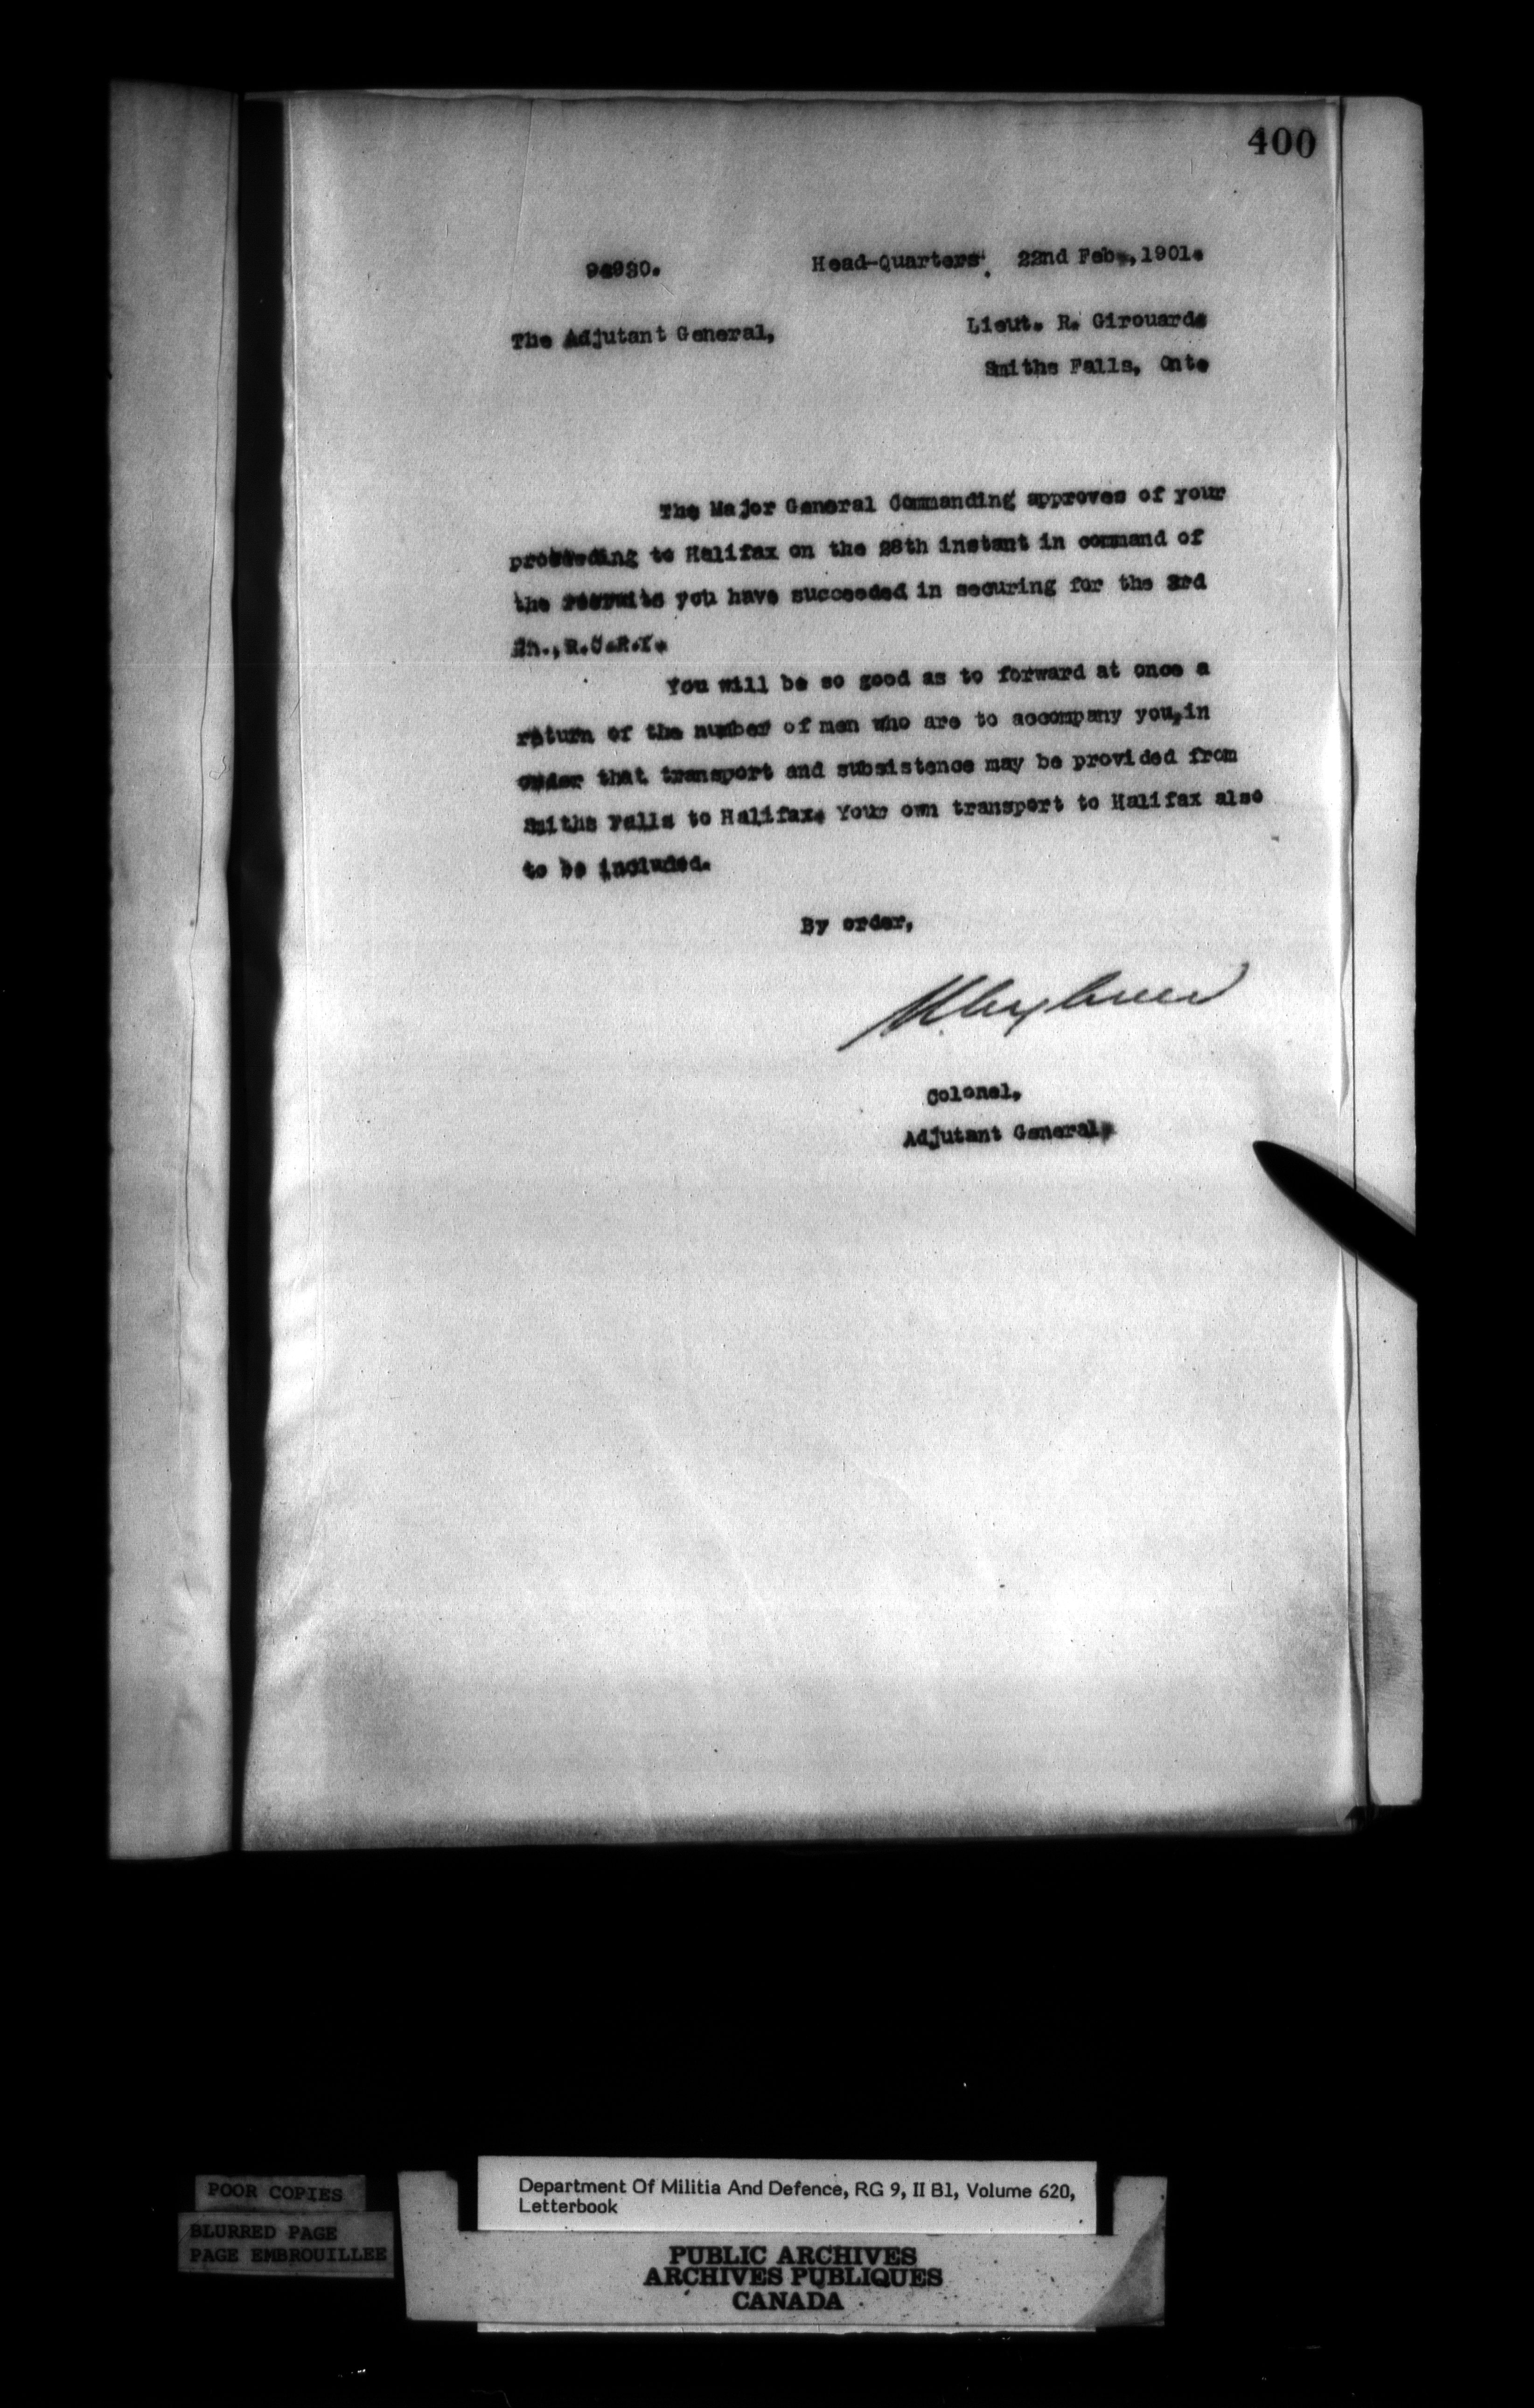 400
Head-Quarters, 22nd Feb., 1901.
The Adjutant General,
Lieut. R. Girouard.
Smiths Falls, Ont.
The Major General Commanding approves of your
proceeding to Halifax on the 28th instant in command of
the recruits you have succeeded in securing for the 3rd
Bn., R.C.R.I.
You will be so good as to forward at once a
return of the number of men who are to accompany you, in
order that transport and subsistence may be provided from
Smiths Falls to Halifax. Your own transport to Halifax also
to be included.
By order,
Colonel,
Adjutant General.
POOR COPIES
BLURRED PAGE
PAGE EMBROUILLEE
Department Of Militia And Defence, RG 9, II B1, Volume 620,
Letterbook
PUBLIC ARCHIVES
ARCHIVES PUBLIQUES
CANADA